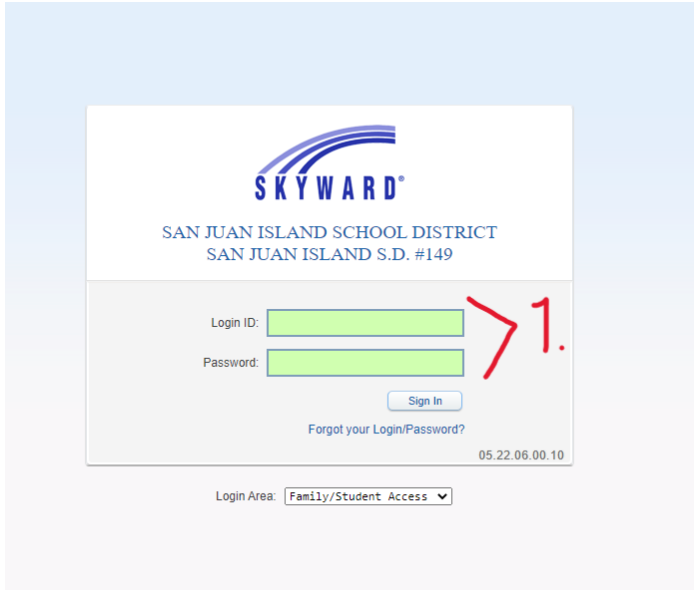 SKYWARD®
SAN JUAN ISLAND SCHOOL DISTRICT
SAN JUAN ISLAND S.D. #149
Login ID:
1.
Password:
Sign In
Forgot your Login/Password?
05.22.06.00.10
Login Area: Family/Student Access